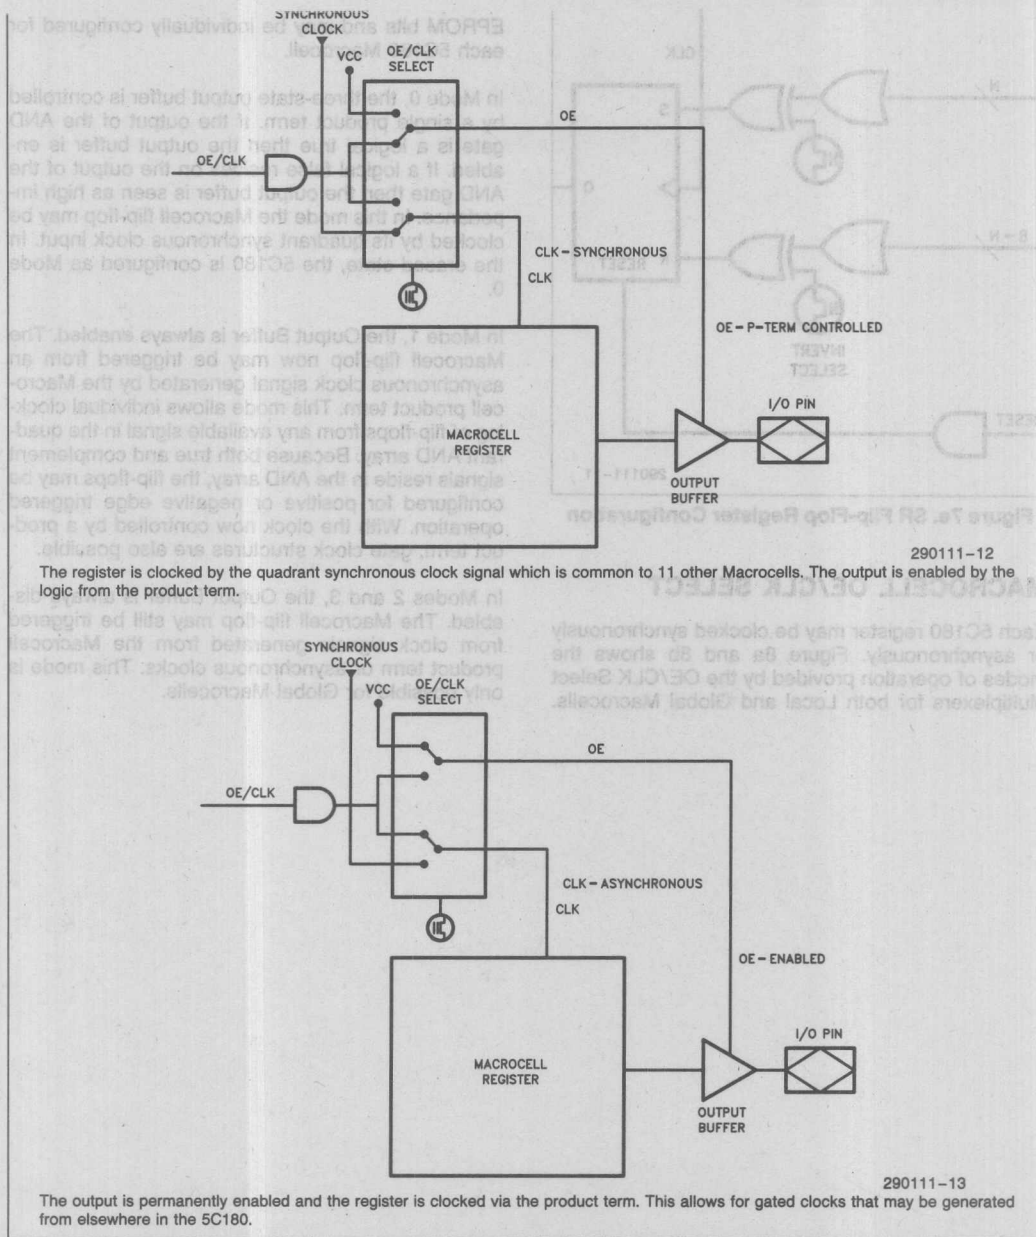 SYNCHRONOUS
CLOCK
VCC
OE/CLK
SELECT
OE
OE/CLK
CLK-SYNCHRONOUS
CLK
OE-P-TERM CONTROLLED
I/O PIN
MACROCELL
REGISTER
OUTPUT
BUFFER
290111-12
The register is clocked by the quadrant synchronous clock signal which is common to 11 other Macrocells. The output is enabled by the
logic from the product term.
SYNCHRONOUS
CLOCK
VCC
OE/CLK
SELECT
OE
OE/CLK
CLK-ASYNCHRONOUS
CLK
OE-ENABLED
I/O PIN
MACROCELL
REGISTER
OUTPUT
BUFFER
290111-13
The output is permanently enabled and the register is clocked via the product term. This allows for gated clocks that may be generated
from elsewhere in the 5C180.